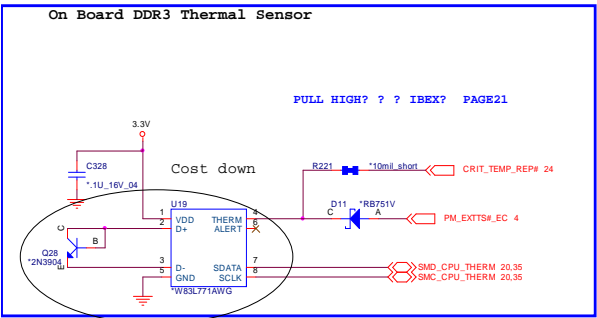 On Board DDR3 Thermal Sensor
PULL HIGH? ? ? IBEX? PAGE21
3.3V
C328
*.1U_16V_04
Cost down
R221 *10mil_short
CRIT_TEMP_REP# 24
U19
D11 *RB751V
C A
PM_EXTTS#_EC 4
1 VDD THERM 4
2 D+ ALERT 6
C
B
E
Q28
*2N3904
3 D- SDATA 7
5 GND SCLK 8
SMD_CPU_THERM 20,35
SMC_CPU_THERM 20,35
*W83L771AWG